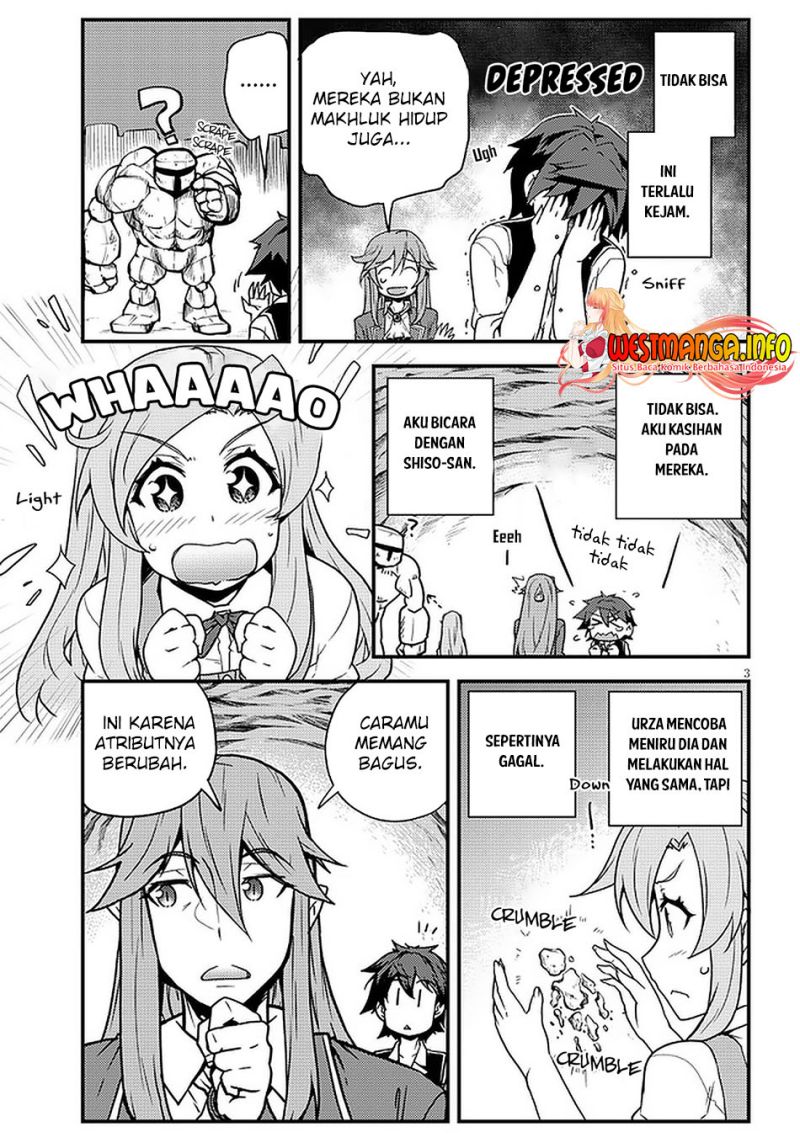 TIDAK BISA
INI
TERLALU
KEJAM.
DEPRESSED
Ugh
Sniff
YAH,
MEREKA BUKAN
MAKHLUK HIDUP
JUGA...
......
?
SCRAPE
SCRAPE
WESTMANGA.INFO
Situs Baca Komik Berbahasa Indonesia
TIDAK BISA.
AKU KASIHAN
PADA
MEREKA.
AKU BICARA
DENGAN
SHISO-SAN.
tidak tidak
tidak
Eeeh
?
WHAAAAAO
Light
3
URZA MENCOBA
MENIRU DIA DAN
MELAKUKAN HAL
YANG SAMA, TAPI
SEPERTINYA
GAGAL.
Down
...
CRUMBLE
CRUMBLE
CARAMU
MEMANG
BAGUS.
INI KARENA
ATRIBUTNYA
BERUBAH.